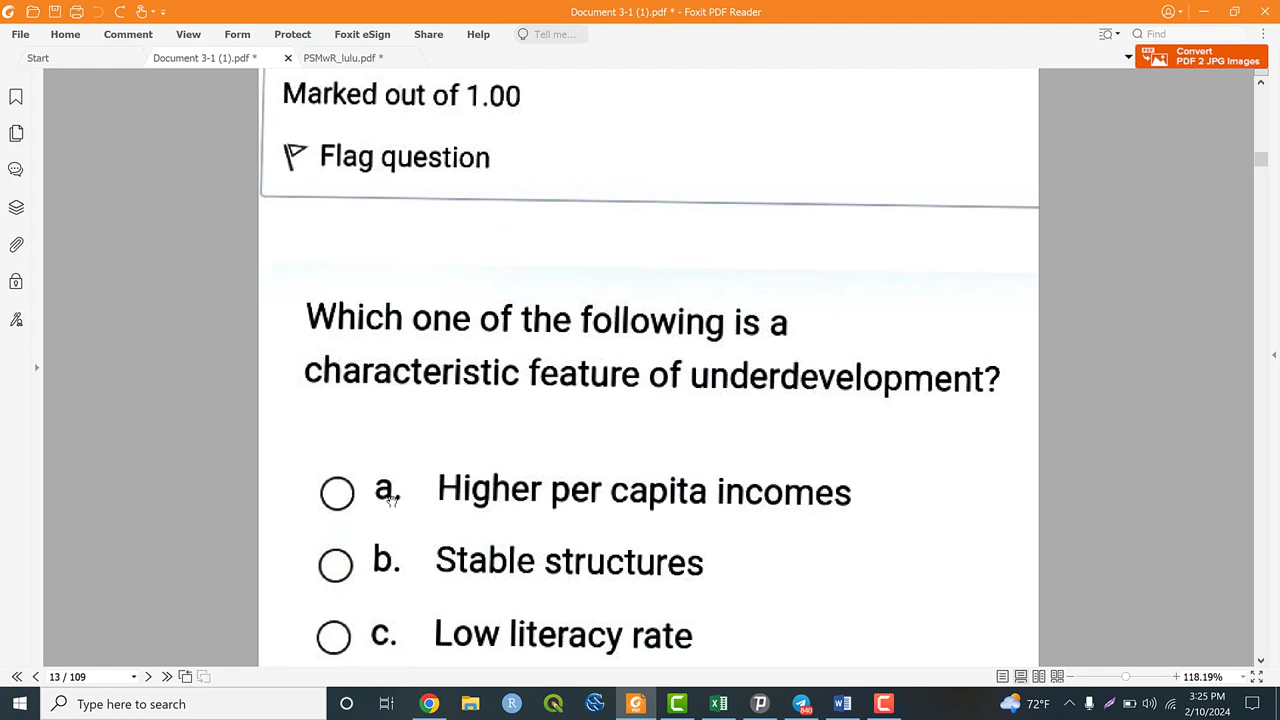 Document 3-1 (1).pdf * - Foxit PDF Reader
File Home Comment View Form Protect Foxit eSign Share Help Tell me... Find
Start Document 3-1 (1).pdf * PSMwR_lulu.pdf * Convert
PDF 2 JPG Images
Marked out of 1.00
Flag question
Which one of the following is a
characteristic feature of underdevelopment?
a. Higher per capita incomes
b. Stable structures
c. Low literacy rate
13 / 109 118.19%
Type here to search 840 72°F 3:25 PM
2/10/2024